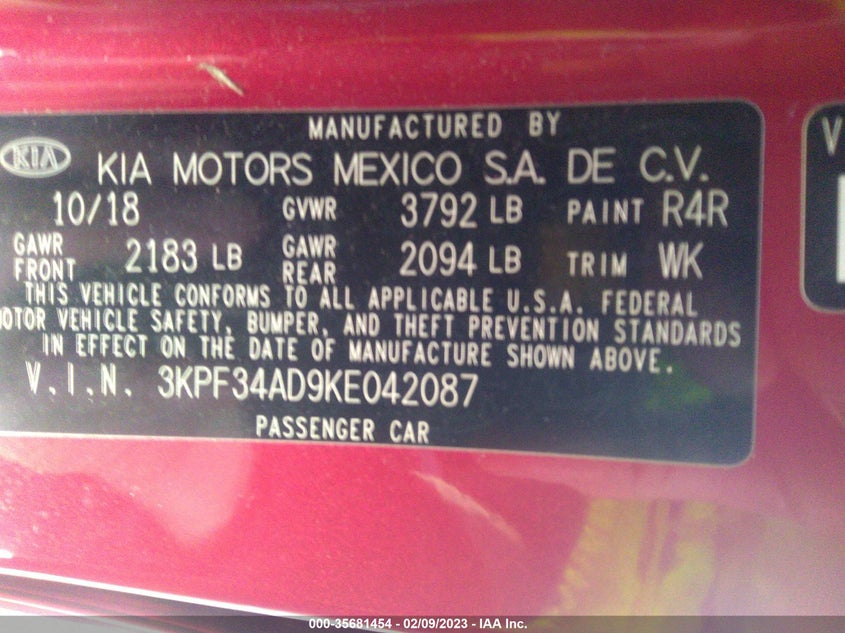 MANUFACTURED BY
KIA KIA MOTORS MEXICO S.A. DE C.V.
10/18 GVWR 3792 LB PAINT R4R
GAWR FRONT 2183 LB GAWR REAR 2094 LB TRIM WK
THIS VEHICLE CONFORMS TO ALL APPLICABLE U.S.A. FEDERAL
MOTOR VEHICLE SAFETY, BUMPER, AND THEFT PREVENTION STANDARDS
IN EFFECT ON THE DATE OF MANUFACTURE SHOWN ABOVE.
V.I.N. 3KPF34AD9KE042087
PASSENGER CAR
V
000-35681454 - 02/09/2023 - IAA Inc.